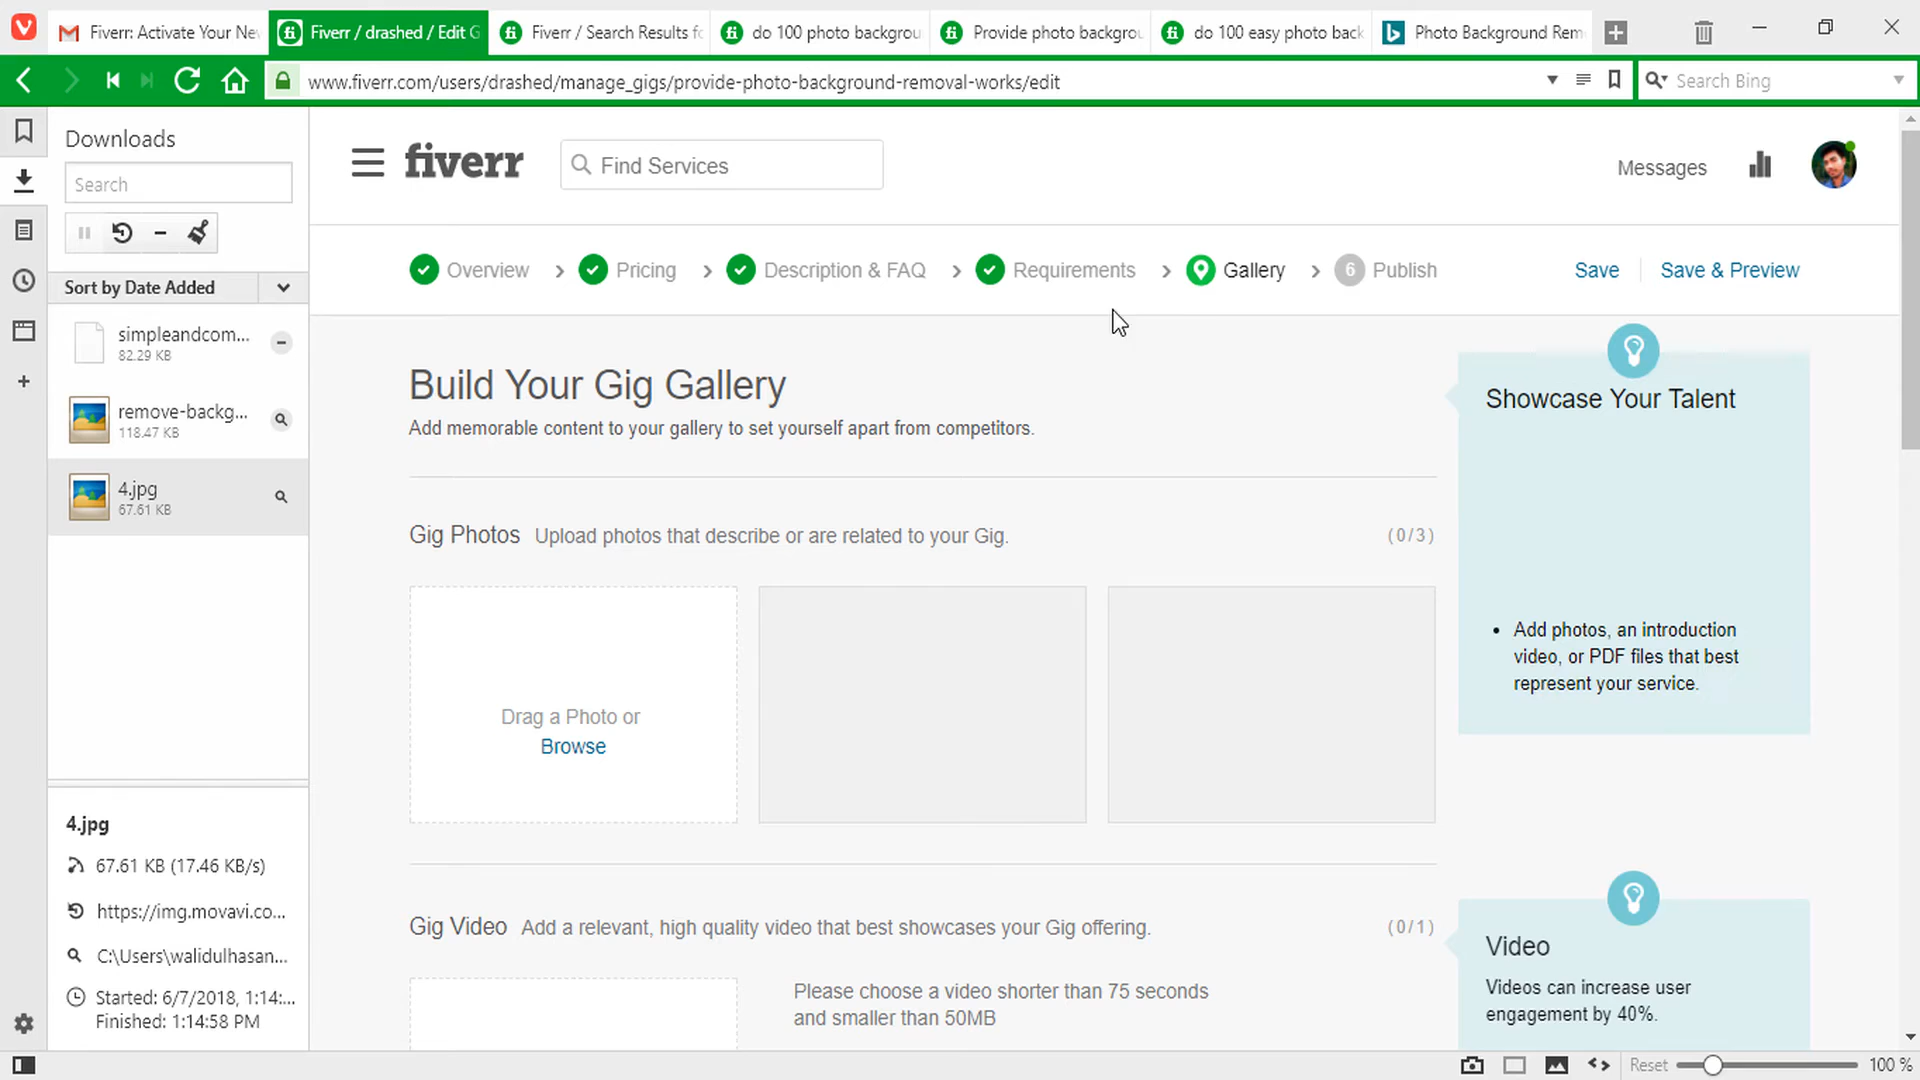 Fiverr: Activate Your Nev
Fiverr / drashed / Edit G
Fiverr / Search Results fo
do 100 photo backgrou
Provide photo backgrou
do 100 easy photo back
Photo Background Rem
www.fiverr.com/users/drashed/manage_gigs/provide-photo-background-removal-works/edit
Search Bing
Downloads
Search
Sort by Date Added
simpleandcom...
82.29 KB
remove-backg...
118.47 KB
4.jpg
67.61 KB
4.jpg
67.61 KB (17.46 KB/s)
https://img.movavi.co...
C:\Users\walidulhasan...
Started: 6/7/2018, 1:14:...
Finished: 1:14:58 PM
fiverr
Find Services
Messages
Overview
Pricing
Description & FAQ
Requirements
Gallery
6 Publish
Save
Save & Preview
Build Your Gig Gallery
Add memorable content to your gallery to set yourself apart from competitors.
Gig Photos Upload photos that describe or are related to your Gig. (0/3)
Drag a Photo or
Browse
Gig Video Add a relevant, high quality video that best showcases your Gig offering. (0/1)
Please choose a video shorter than 75 seconds
and smaller than 50MB
Showcase Your Talent
• Add photos, an introduction
video, or PDF files that best
represent your service.
Video
Videos can increase user
engagement by 40%.
Reset
100 %